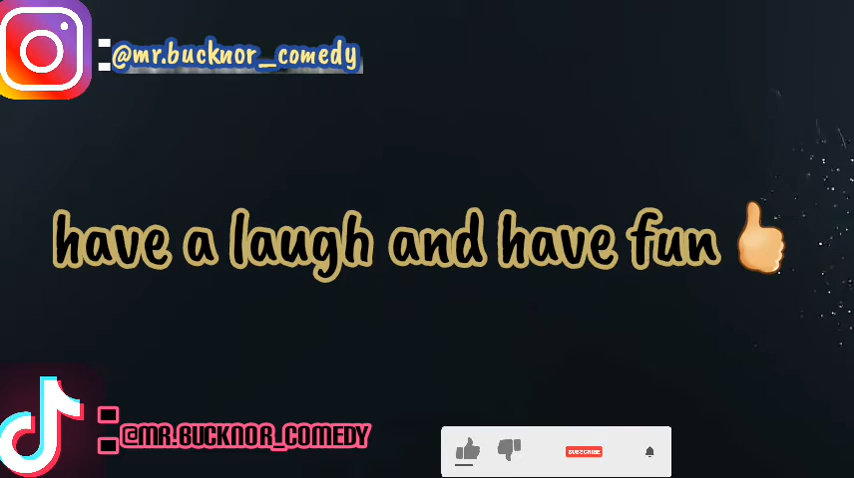 :@mr.bucknor_comedy
have a laugh and have fun 👍
:@MR.BUCKNOR_COMEDY
SUBSCRIBE